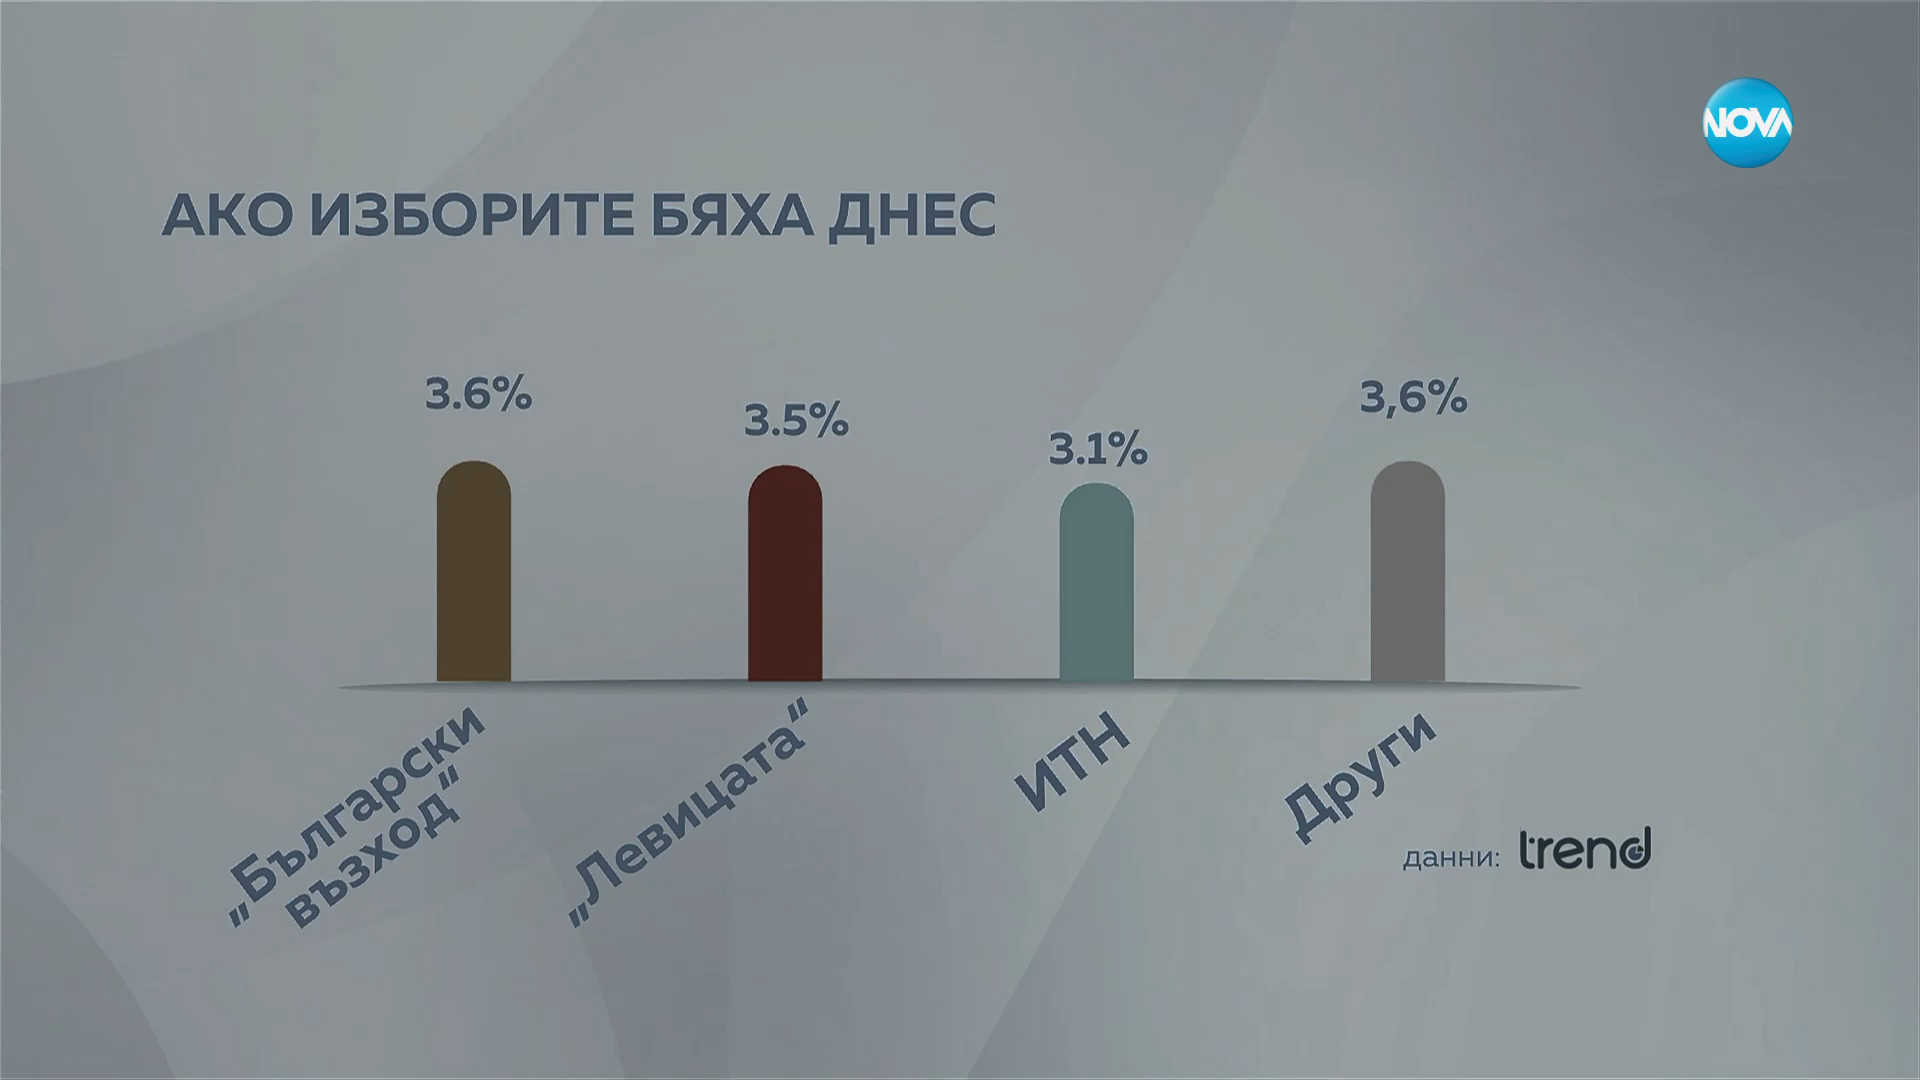 NOVA
АКО ИЗБОРИТЕ БЯХА ДНЕС
3.6%
3.5%
3.1%
3,6%
„Български
възход“
„Левицата“
ИТН
Други
данни: trend